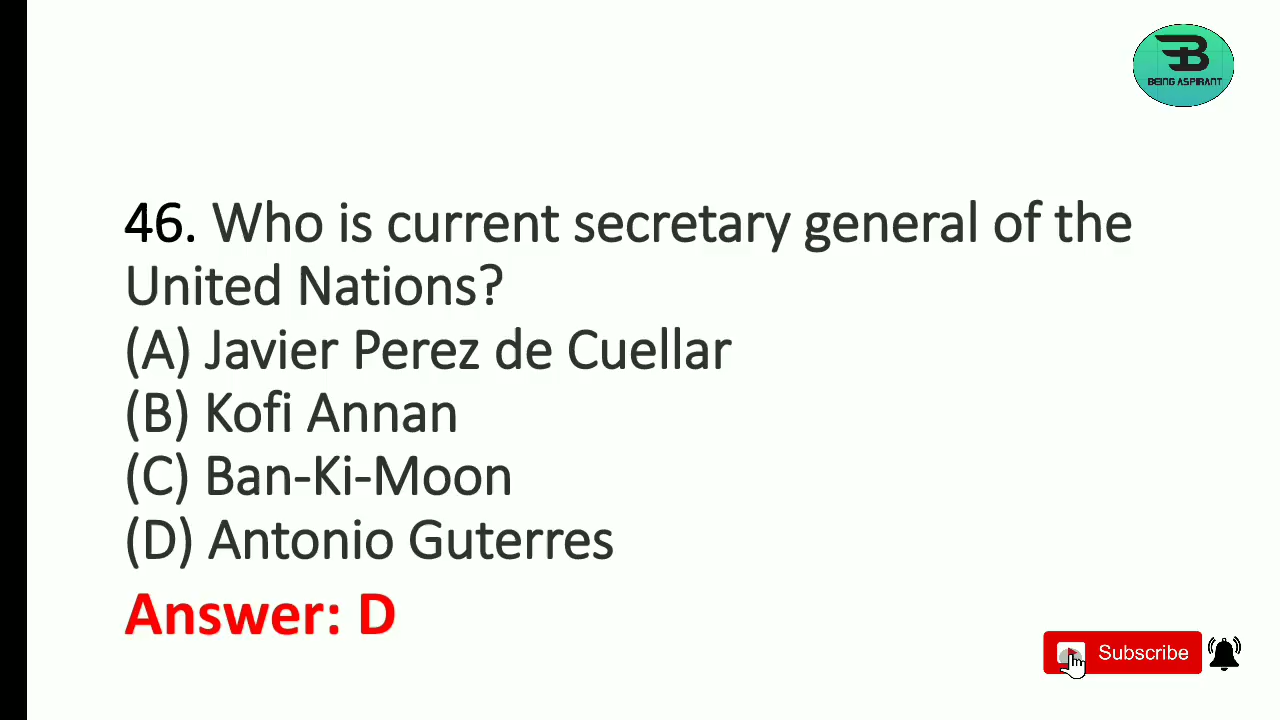 BEING ASPIRANT
46. Who is current secretary general of the
United Nations?
(A) Javier Perez de Cuellar
(B) Kofi Annan
(C) Ban-Ki-Moon
(D) Antonio Guterres
Answer: D
Subscribe